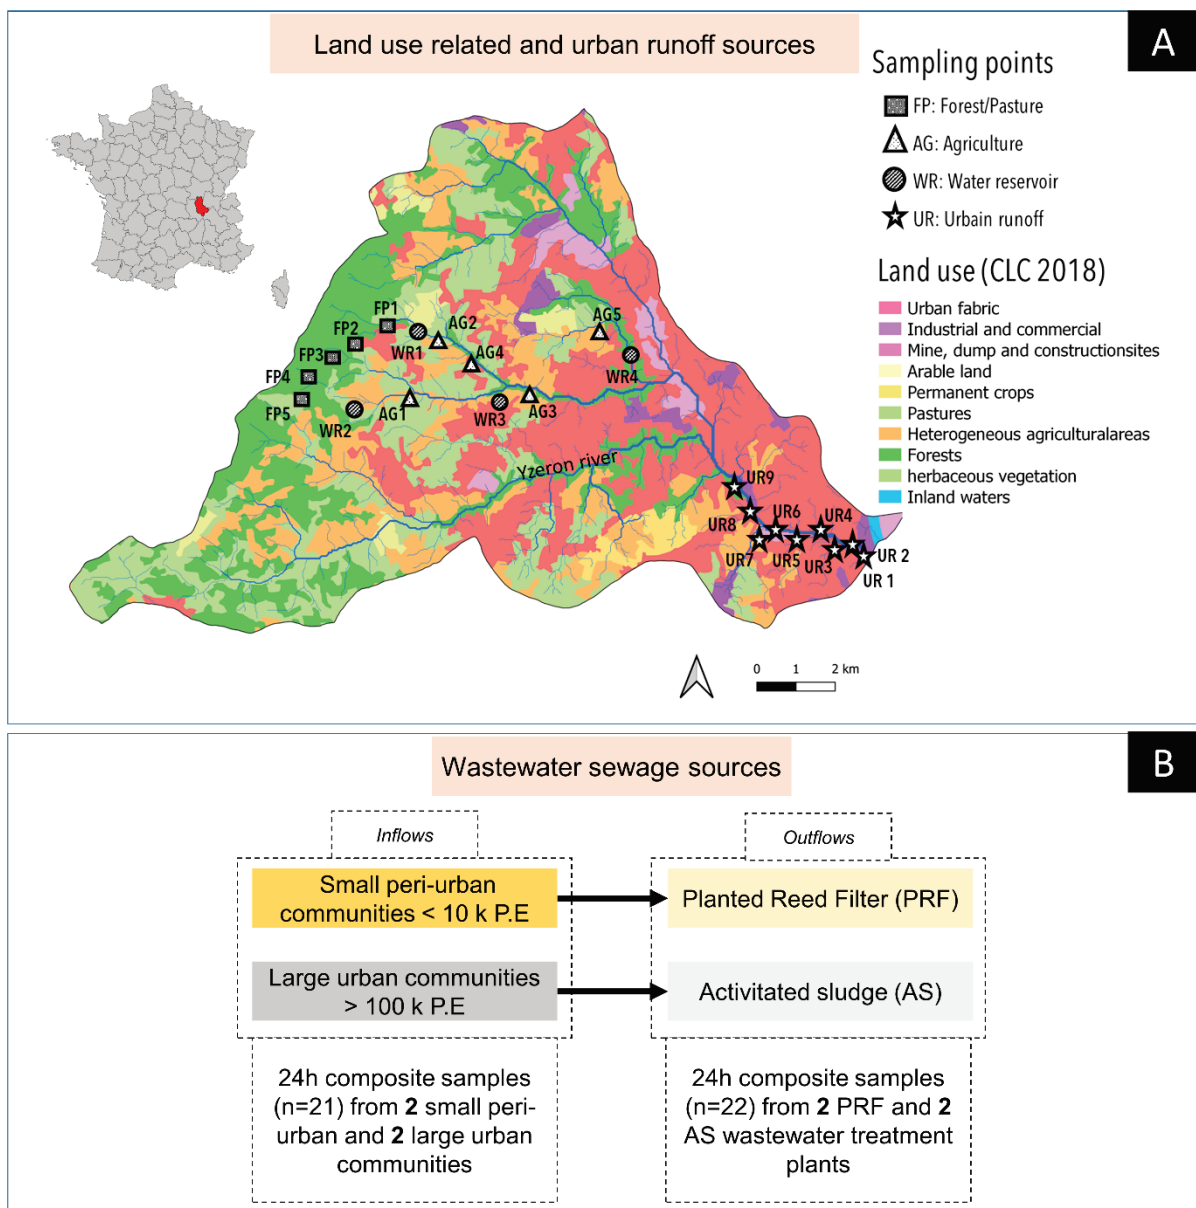 Land use related and urban runoff sources
A
Sampling points
FP: Forest/Pasture
AG: Agriculture
WR: Water reservoir
UR: Urbain runoff
Land use (CLC 2018)
Urban fabric
Industrial and commercial
Mine, dump and constructionsites
Arable land
Permanent crops
Pastures
Heterogeneous agriculturalareas
Forests
herbaceous vegetation
Inland waters
FP1
FP2
FP3
FP4
FP5
WR1
AG2
AG4
AG5
WR4
WR2
AG1
WR3
AG3
Yzeron river
UR9
UR8
UR6
UR4
UR7
UR5
UR3
UR 2
UR 1
0 1 2 km
Wastewater sewage sources
B
Inflows
Outflows
Small peri-urban
communities < 10 k P.E
Planted Reed Filter (PRF)
Large urban communities
> 100 k P.E
Activitated sludge (AS)
24h composite samples
(n=21) from 2 small peri-
urban and 2 large urban
communities
24h composite samples
(n=22) from 2 PRF and 2
AS wastewater treatment
plants